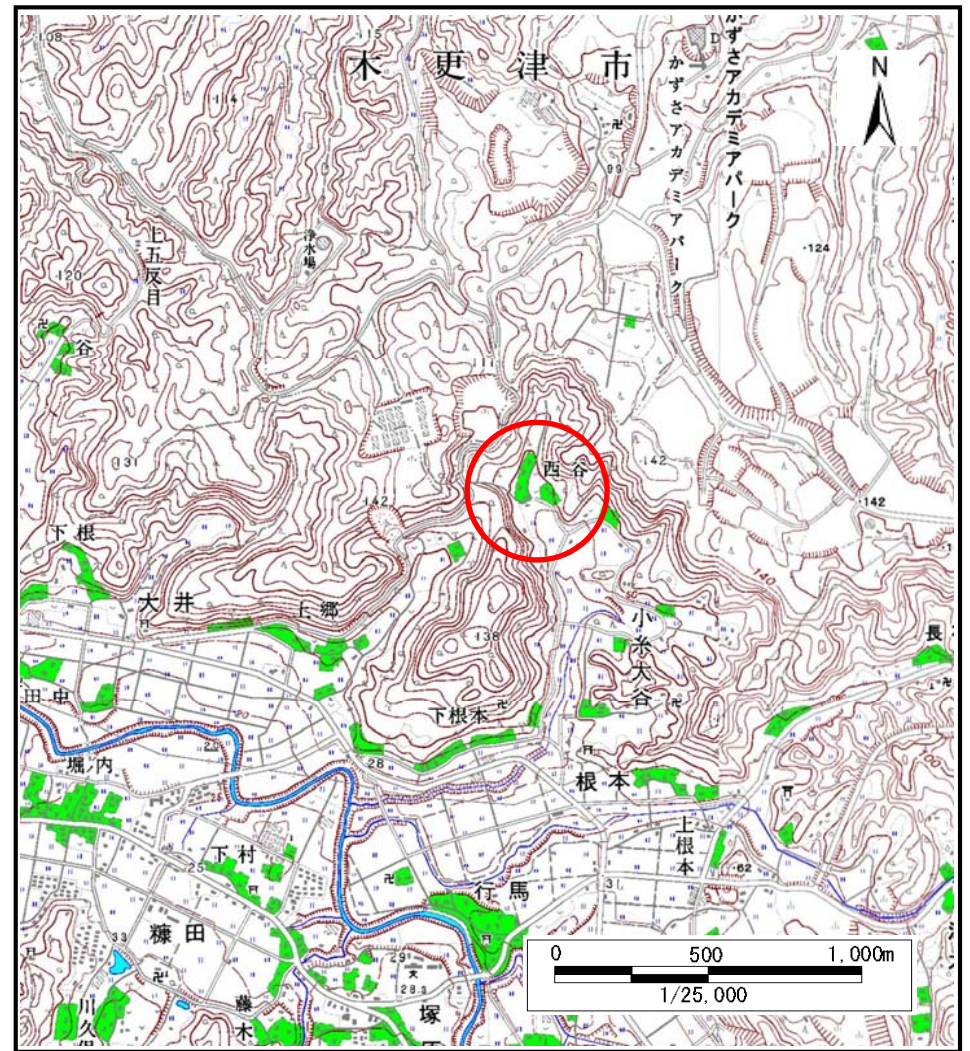 108
115
木更津市
D
かずさアカデミアパーク
かずさアカデミアパーク
N
114
99
浄水場
上五反目
124
120
谷
111
131
西谷
142
142
142
下根
140
大井
上郷
50
小糸大谷
138
長
田中
20
下根本
堀ノ内
28
根本
25
上根本
下村
25
62
行馬
31
糠田
33
29
28.3
藤木
塚
川久保
0 500 1,000m
1/25,000